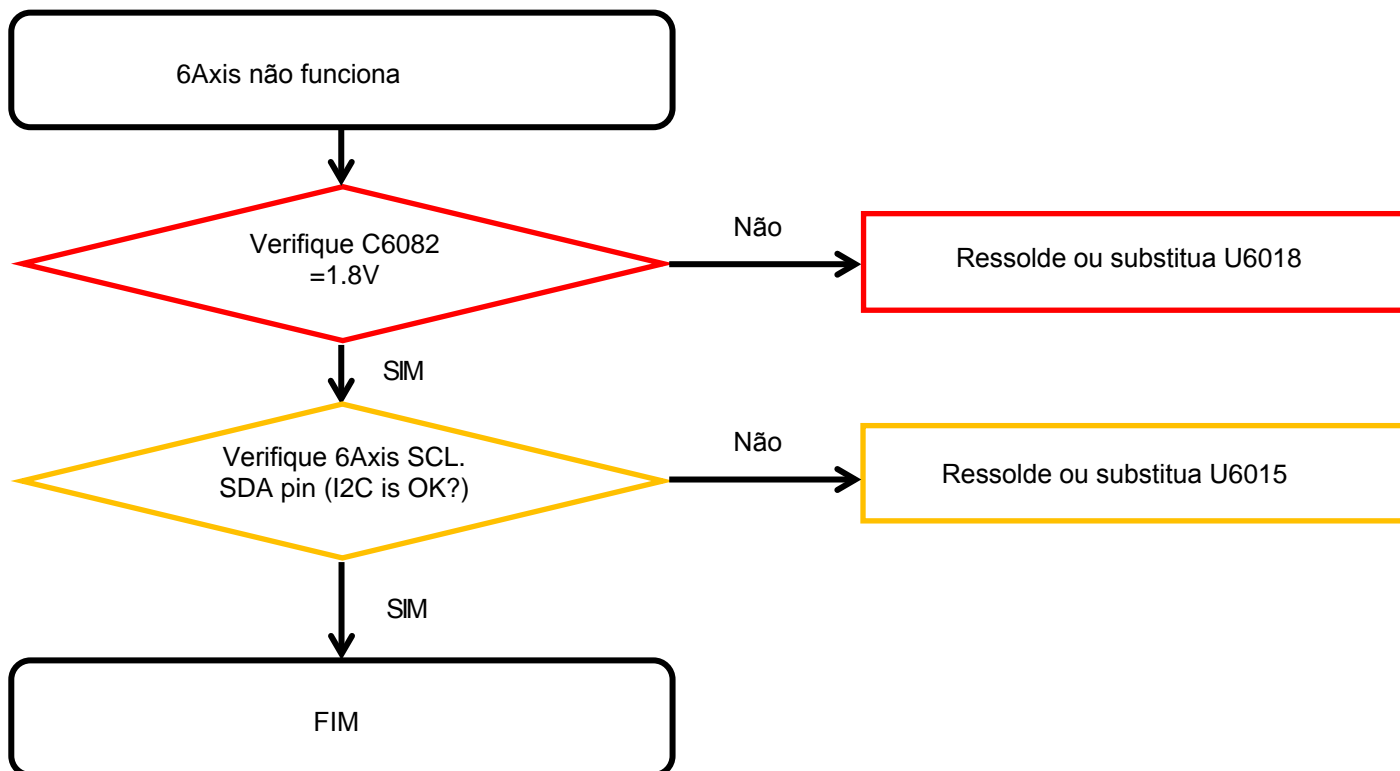 6Axis não funciona
Verifique C6082
=1.8V
Não
Ressolde ou substitua U6018
SIM
Verifique 6Axis SCL.
SDA pin (I2C is OK?)
Não
Ressolde ou substitua U6015
SIM
FIM